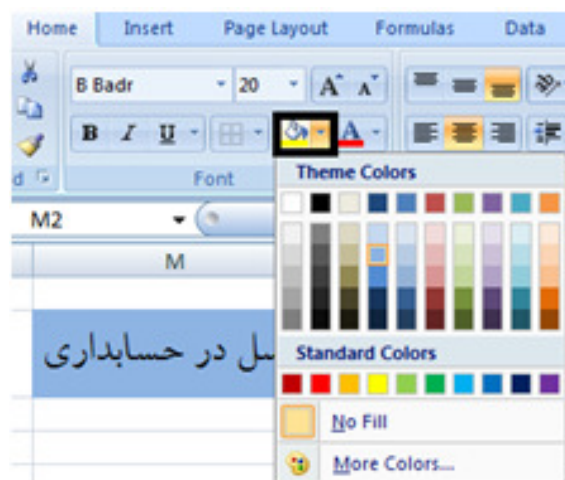 Home Insert Page Layout Formulas Data
B Badr 20 A A
B I U A
Font
Theme Colors
M2
M
در حسابداری
Standard Colors
No Fill
More Colors...